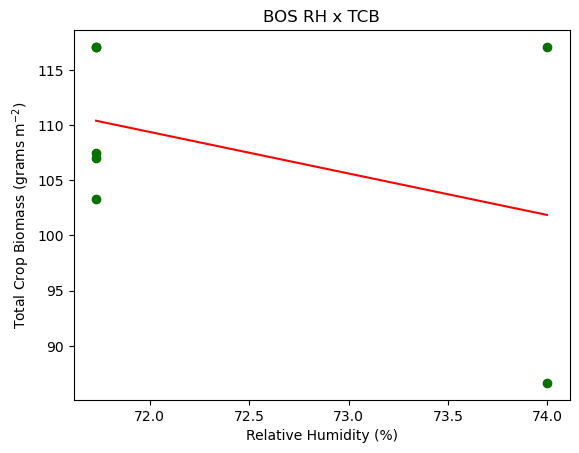 BOS RH x TCB
Total Crop Biomass (grams m⁻²)
115
110
105
100
95
90
72.0 72.5 73.0 73.5 74.0
Relative Humidity (%)